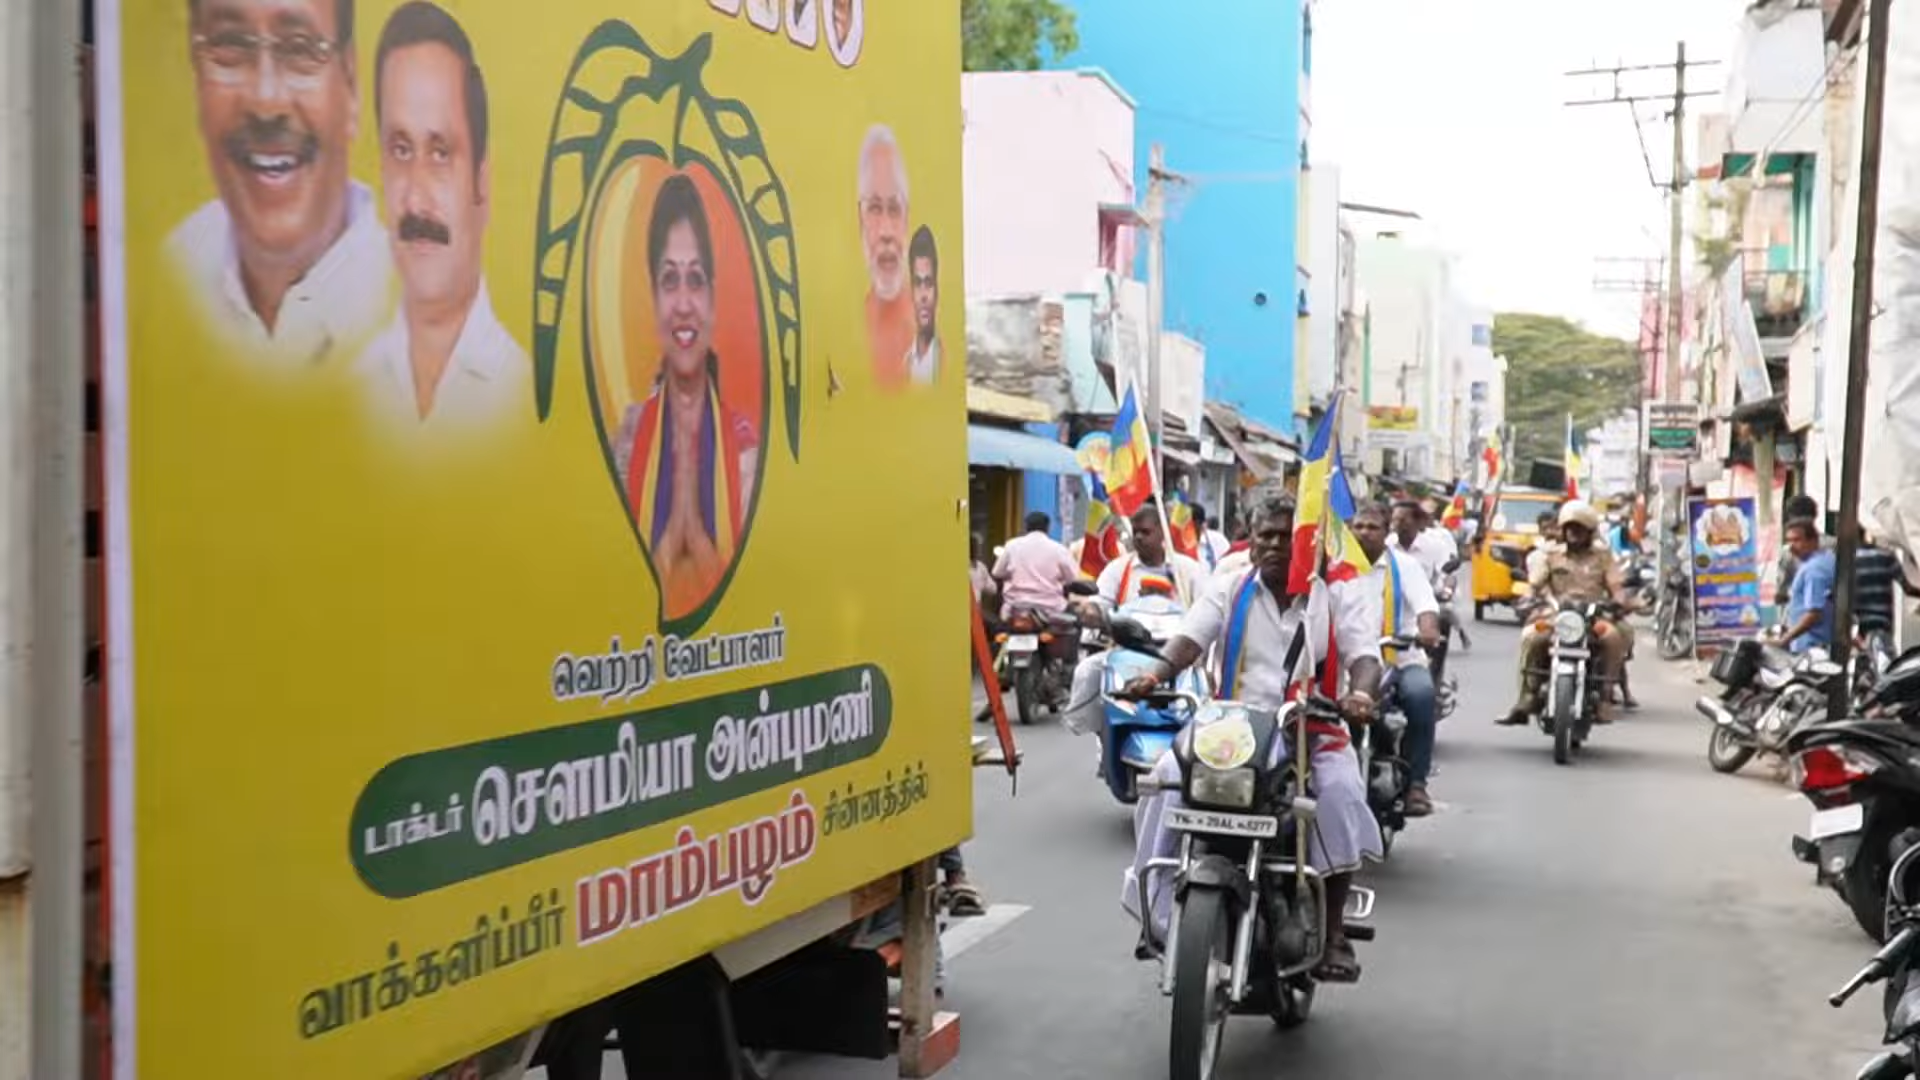 வெற்றி வேட்பாளர்
டாக்டர் சௌமியா அன்புமணி
வாக்களிப்பீர் மாம்பழம் சின்னத்தில்